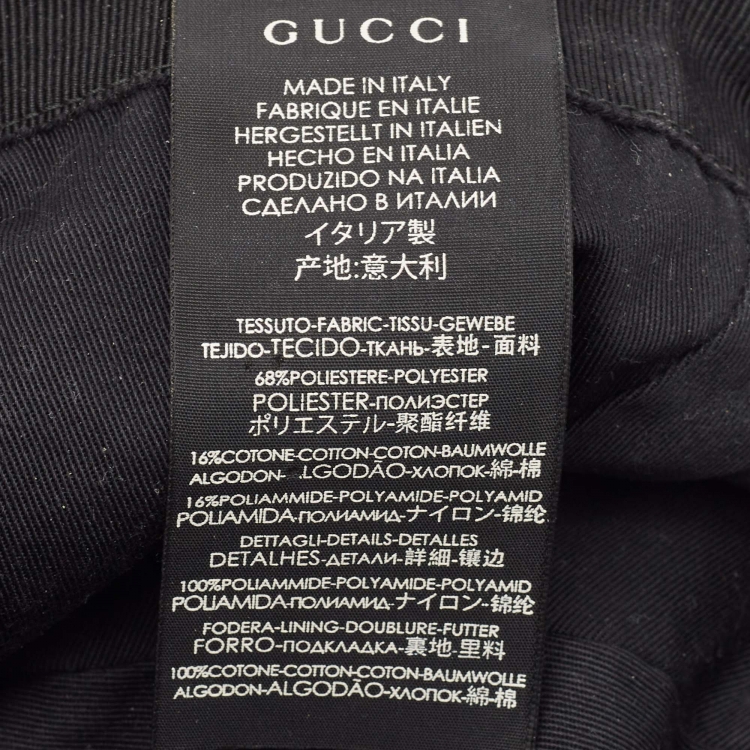 GUCCI
MADE IN ITALY
FABRIQUE EN ITALIE
HERGESTELLT IN ITALIEN
HECHO EN ITALIA
PRODUZIDO NA ITALIA
СДЕЛАНО В ИТАЛИИ
イタリア製
产地:意大利
TESSUTO-FABRIC-TISSU-GEWEBE
TEJIDO-TECIDO-ТКАНЬ-表地-面料
68%POLIESTERE-POLYESTER
POLIESTER-ПОЛИЭСТЕР
ポリエステル-聚酯纤维
16%COTONE-COTTON-COTON-BAUMWOLLE
ALGODON- .LGODÃO-ХЛОПОК-綿-棉
16%POLIAMMIDE-POLYAMIDE-POLYAMID
POLIAMIDA-ПОЛИАМИД-ナイロン-锦纶
DETTAGLI-DETAILS-DETALLES
DETALHES-ДЕТАЛИ-詳細-镶边
100%POLIAMMIDE-POLYAMIDE-POLYAMID
POLIAMIDA-ПОЛИАМИД-ナイロン-锦纶
FODERA-LINING-DOUBLURE-FUTTER
FORRO-ПОДКЛАДКА-裏地-里料
100%COTONE-COTTON-COTON-BAUMWOLLE
ALGODON-ALGODÃO-ХЛОПОК-綿-棉